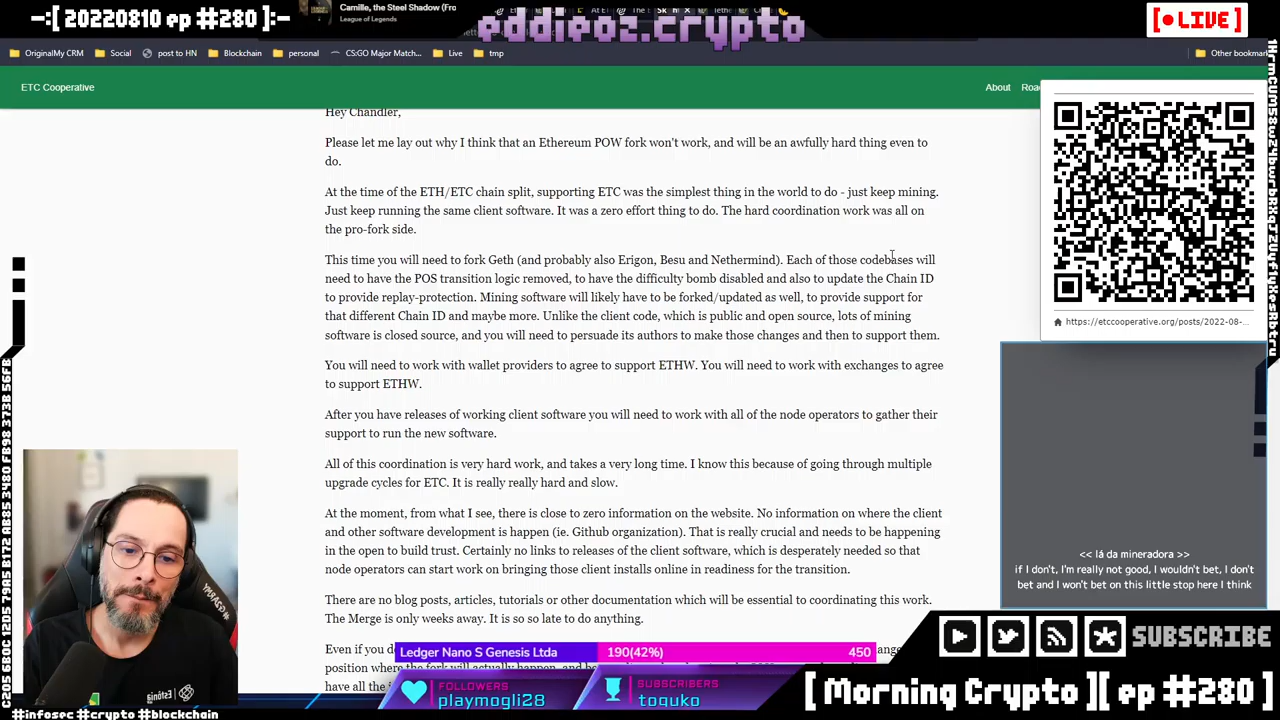 -:[ 20220810 ep #280 ]:-
Camille, the Steel Shadow (Fro
League of Legends
eddieoz.crypto
[●LIVE]
OriginalMy CRM
Social
post to HN
Blockchain
personal
CS:GO Major Match...
Live
tmp
Other bookmar
ETC Cooperative
About
Roa
Hey Chandler,
Please let me lay out why I think that an Ethereum POW fork won't work, and will be an awfully hard thing even to
do.
At the time of the ETH/ETC chain split, supporting ETC was the simplest thing in the world to do - just keep mining.
Just keep running the same client software. It was a zero effort thing to do. The hard coordination work was all on
the pro-fork side.
This time you will need to fork Geth (and probably also Erigon, Besu and Nethermind). Each of those codebases will
need to have the POS transition logic removed, to have the difficulty bomb disabled and also to update the Chain ID
to provide replay-protection. Mining software will likely have to be forked/updated as well, to provide support for
that different Chain ID and maybe more. Unlike the client code, which is public and open source, lots of mining
software is closed source, and you will need to persuade its authors to make those changes and then to support them.
You will need to work with wallet providers to agree to support ETHW. You will need to work with exchanges to agree
to support ETHW.
After you have releases of working client software you will need to work with all of the node operators to gather their
support to run the new software.
All of this coordination is very hard work, and takes a very long time. I know this because of going through multiple
upgrade cycles for ETC. It is really really hard and slow.
At the moment, from what I see, there is close to zero information on the website. No information on where the client
and other software development is happen (ie. Github organization). That is really crucial and needs to be happening
in the open to build trust. Certainly no links to releases of the client software, which is desperately needed so that
node operators can start work on bringing those client installs online in readiness for the transition.
There are no blog posts, articles, tutorials or other documentation which will be essential to coordinating this work.
The Merge is only weeks away. It is so so late to do anything.
Even if you d
have all the i
https://etccooperative.org/posts/2022-08-...
<< lá da mineradora >>
if I don't, I'm really not good, I wouldn't bet, I don't
bet and I won't bet on this little stop here I think
Ledger Nano S Genesis Ltda
190(42%)
450
FOLLOWERS
playmogli28
SUBSCRIBERS
toguko
SUBSCRIBE
[ Morning Crypto ][ ep #280 ]
#infosec #crypto #blockchain